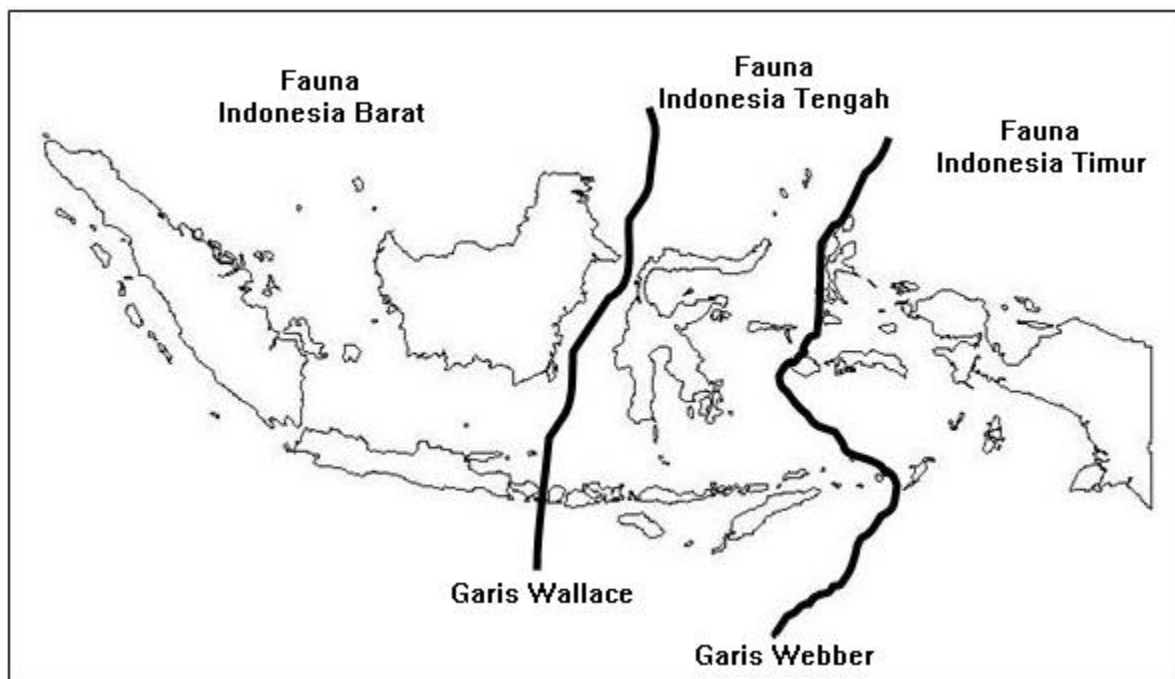 Fauna
Indonesia Barat
Fauna
Indonesia Tengah
Fauna
Indonesia Timur
Garis Wallace
Garis Webber